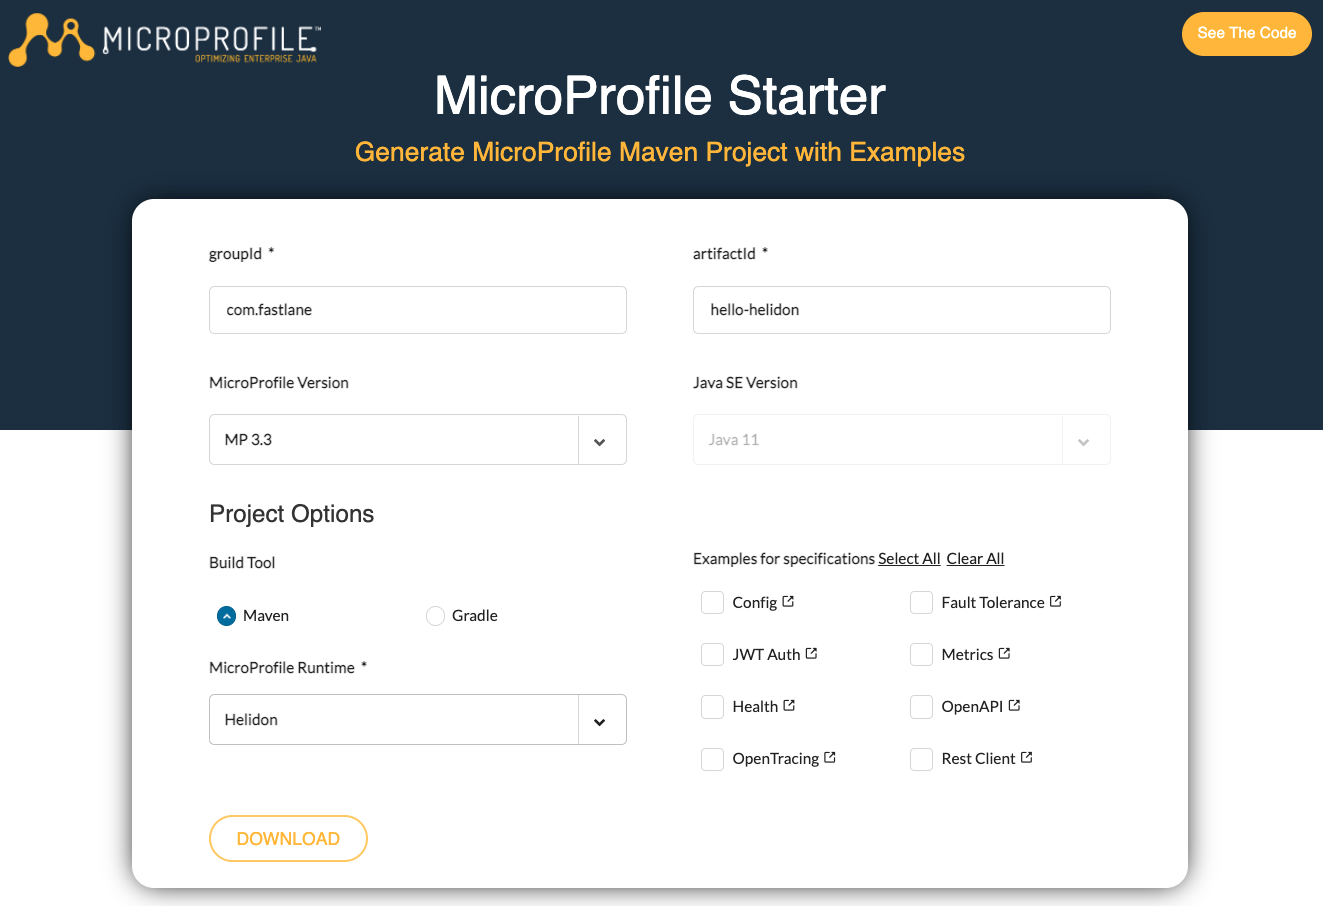 MICROPROFILE™
OPTIMIZING ENTERPRISE JAVA
See The Code
MicroProfile Starter
Generate MicroProfile Maven Project with Examples
groupId *
artifactId *
com.fastlane
hello-helidon
MicroProfile Version
Java SE Version
MP 3.3
Java 11
Project Options
Build Tool
Maven
Gradle
MicroProfile Runtime *
Helidon
Examples for specifications Select All Clear All
Config
Fault Tolerance
JWT Auth
Metrics
Health
OpenAPI
OpenTracing
Rest Client
DOWNLOAD